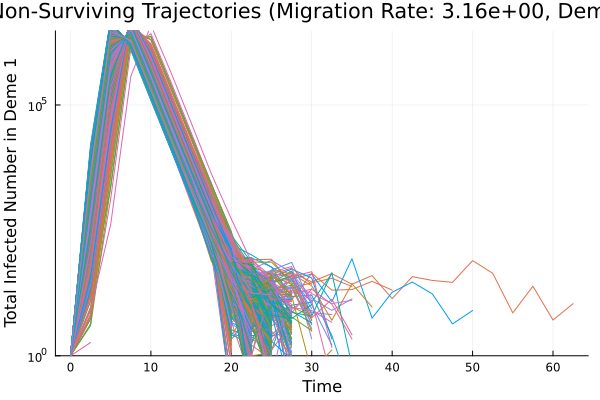 Non-Surviving Trajectories (Migration Rate: 3.16e+00, Dem
Total Infected Number in Deme 1
10^5
10^0
0 10 20 30 40 50 60
Time